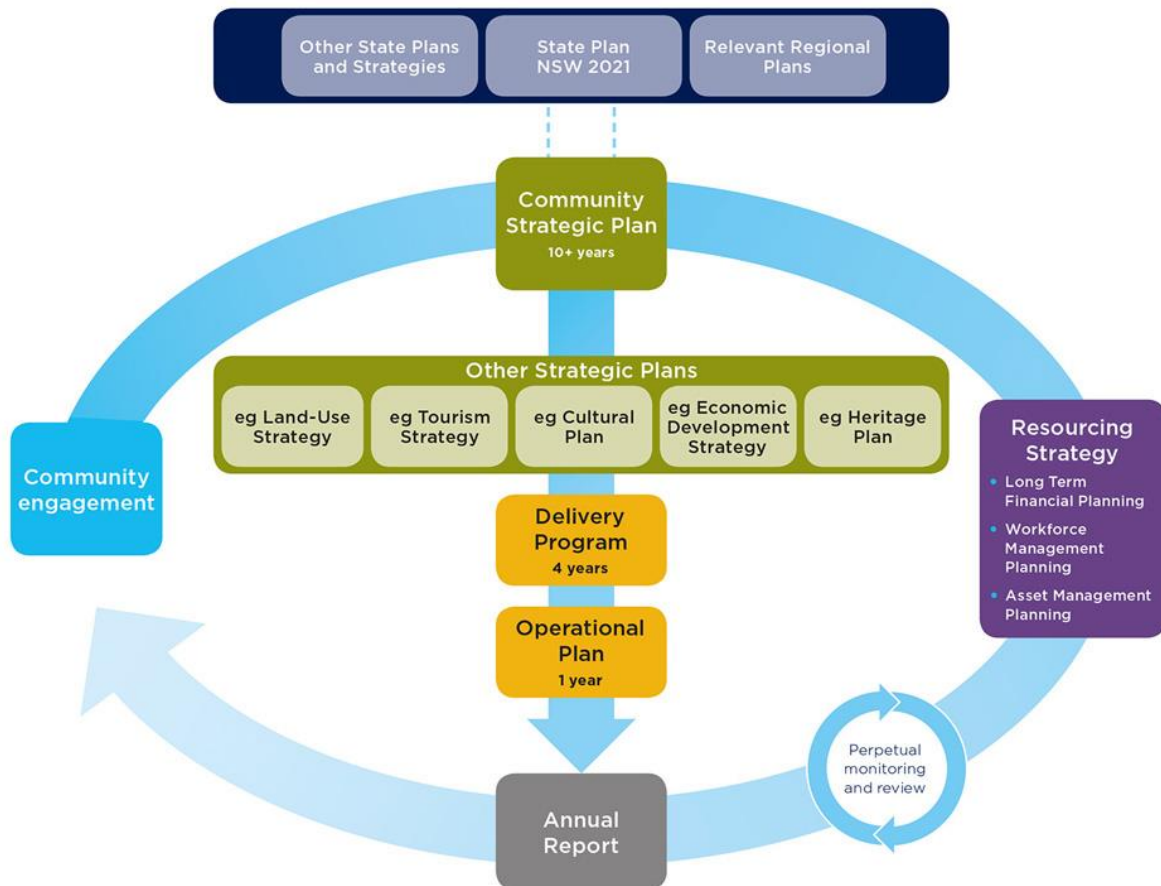 Other State Plans
and Strategies
State Plan
NSW 2021
Relevant Regional
Plans
Community
Strategic Plan
10+ years
Other Strategic Plans
eg Land-Use
Strategy
eg Tourism
Strategy
eg Cultural
Plan
eg Economic
Development
Strategy
eg Heritage
Plan
Community
engagement
Resourcing
Strategy
• Long Term
Financial Planning
• Workforce
Management
Planning
• Asset Management
Planning
Delivery
Program
4 years
Operational
Plan
1 year
Perpetual
monitoring
and review
Annual
Report